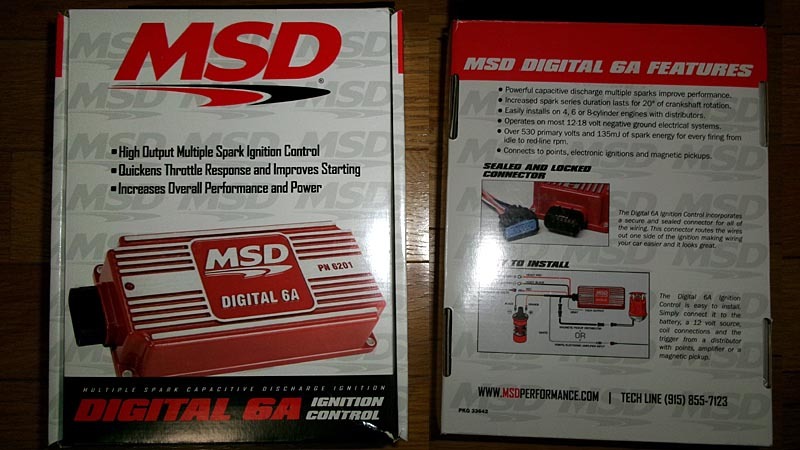 MSD
• High Output Multiple Spark Ignition Control
• Quickens Throttle Response and Improves Starting
• Increases Overall Performance and Power
MSD
PN 6201
DIGITAL 6A
MULTIPLE SPARK CAPACITIVE DISCHARGE IGNITION
DIGITAL 6A IGNITION CONTROL
MSD DIGITAL 6A FEATURES
• Powerful capacitive discharge multiple sparks improve performance.
• Increased spark series duration lasts for 20° of crankshaft rotation.
• Easily installs on 4, 6 or 8-cylinder engines with distributors.
• Operates on most 12-18 volt negative ground electrical systems.
• Over 530 primary volts and 135mJ of spark energy for every firing from
idle to red-line rpm.
• Connects to points, electronic ignitions and magnetic pickups.
SEALED AND LOCKED
CONNECTOR
The Digital 6A Ignition Control incorporates
a secure and sealed connector for all of
the wiring. This connector routes the wires
out one side of the ignition making wiring
your car easier and it looks great.
TO INSTALL
MSD
OR
The Digital 6A Ignition
Control is easy to install.
Simply connect it to the
battery, a 12 volt source,
coil connections and the
trigger from a distributor
with points, amplifier or a
magnetic pickup.
WWW.MSDPERFORMANCE.COM | TECH LINE (915) 855-7123
PKG 23642